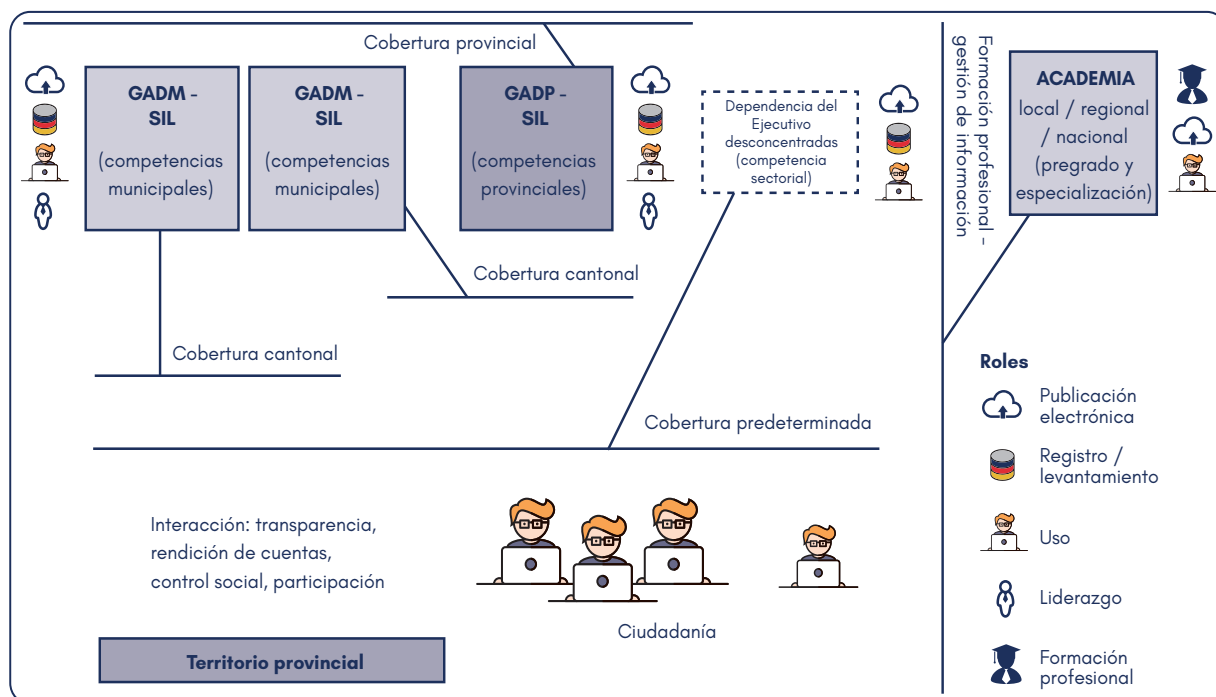 Cobertura provincial
GADM -
SIL
(competencias
municipales)
GADM -
SIL
(competencias
municipales)
GADP -
SIL
(competencias
provinciales)
Dependencia del
Ejecutivo
desconcentradas
(competencia
sectorial)
Formación profesional -
gestión de información
ACADEMIA
local / regional
/ nacional
(pregrado y
especialización)
Cobertura cantonal
Cobertura cantonal
Cobertura predeterminada
Roles
Publicación
electrónica
Registro /
levantamiento
Uso
Liderazgo
Formación
profesional
Interacción: transparencia,
rendición de cuentas,
control social, participación
Ciudadanía
Territorio provincial